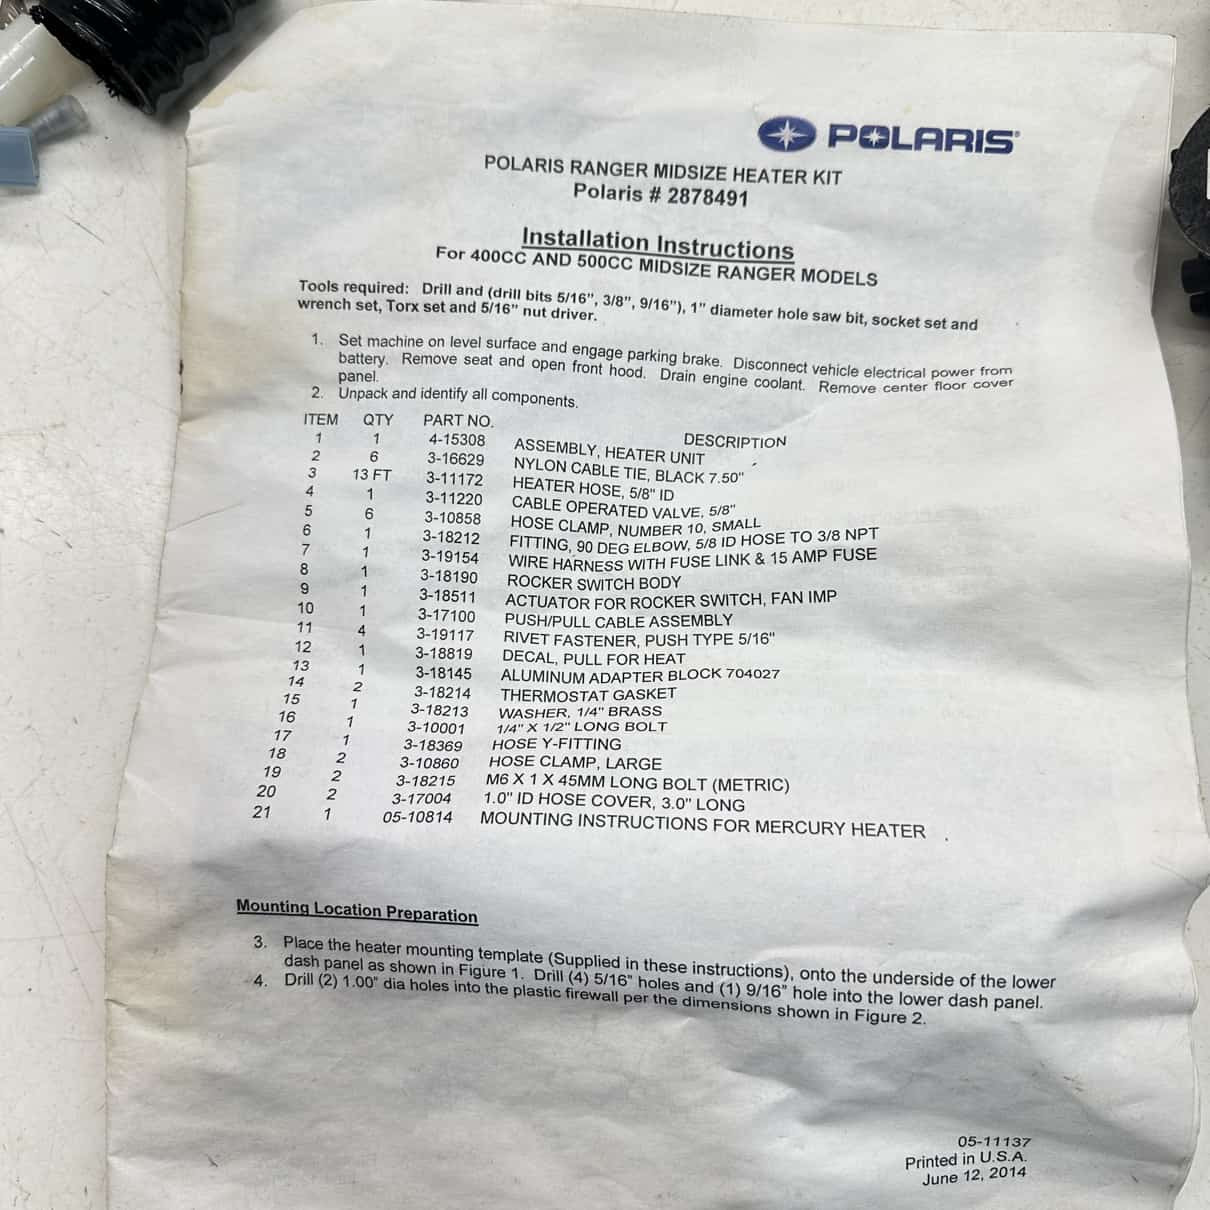 POLARIS®
POLARIS RANGER MIDSIZE HEATER KIT
Polaris # 2878491
Installation Instructions
For 400CC AND 500CC MIDSIZE RANGER MODELS
Tools required: Drill and (drill bits 5/16", 3/8", 9/16"), 1" diameter hole saw bit, socket set and
wrench set, Torx set and 5/16" nut driver.
1. Set machine on level surface and engage parking brake. Disconnect vehicle electrical power from
battery. Remove seat and open front hood. Drain engine coolant. Remove center floor cover
panel.
2. Unpack and identify all components.
ITEM QTY PART NO. DESCRIPTION
1 1 4-15308 ASSEMBLY, HEATER UNIT
2 6 3-16629 NYLON CABLE TIE, BLACK 7.50"
3 13 FT 3-11172 HEATER HOSE, 5/8" ID
4 1 3-11220 CABLE OPERATED VALVE, 5/8"
5 6 3-10858 HOSE CLAMP, NUMBER 10, SMALL
6 1 3-18212 FITTING, 90 DEG ELBOW, 5/8 ID HOSE TO 3/8 NPT
7 1 3-19154 WIRE HARNESS WITH FUSE LINK & 15 AMP FUSE
8 1 3-18190 ROCKER SWITCH BODY
9 1 3-18511 ACTUATOR FOR ROCKER SWITCH, FAN IMP
10 1 3-17100 PUSH/PULL CABLE ASSEMBLY
11 4 3-19117 RIVET FASTENER, PUSH TYPE 5/16"
12 1 3-18819 DECAL, PULL FOR HEAT
13 1 3-18145 ALUMINUM ADAPTER BLOCK 704027
14 2 3-18214 THERMOSTAT GASKET
15 1 3-18213 WASHER, 1/4" BRASS
16 1 3-10001 1/4" X 1/2" LONG BOLT
17 1 3-18369 HOSE Y-FITTING
18 2 3-10860 HOSE CLAMP, LARGE
19 2 3-18215 M6 X 1 X 45MM LONG BOLT (METRIC)
20 2 3-17004 1.0" ID HOSE COVER, 3.0" LONG
21 1 05-10814 MOUNTING INSTRUCTIONS FOR MERCURY HEATER
Mounting Location Preparation
3. Place the heater mounting template (Supplied in these instructions), onto the underside of the lower
dash panel as shown in Figure 1. Drill (4) 5/16" holes and (1) 9/16" hole into the lower dash panel.
4. Drill (2) 1.00" dia holes into the plastic firewall per the dimensions shown in Figure 2.
05-11137
Printed in U.S.A.
June 12, 2014